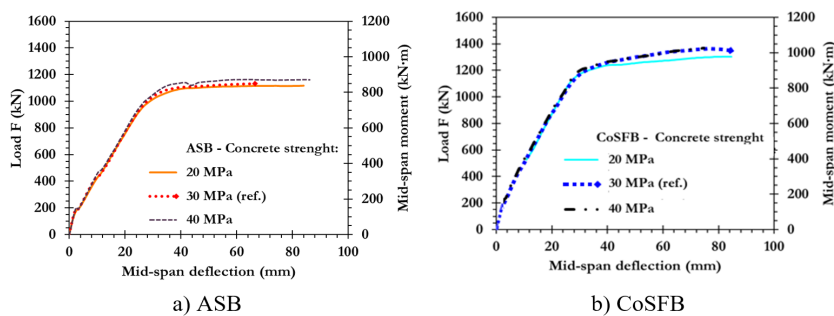 1600
1400
1200
1000
800
600
400
200
0
Load F (kN)
1200
1000
800
600
400
200
0
Mid-span moment (kN·m)
ASB - Concrete strenght:
20 MPa
30 MPa (ref.)
40 MPa
0 20 40 60 80 100
Mid-span deflection (mm)
a) ASB
1600
1400
1200
1000
800
600
400
200
0
Load F (kN)
1200
1000
800
600
400
200
0
Mid-span moment (kN·m)
CoSFB - Concrete strenght
20 MPa
30 MPa (ref.)
40 MPa
0 20 40 60 80 100
Mid-span deflection (mm)
b) CoSFB